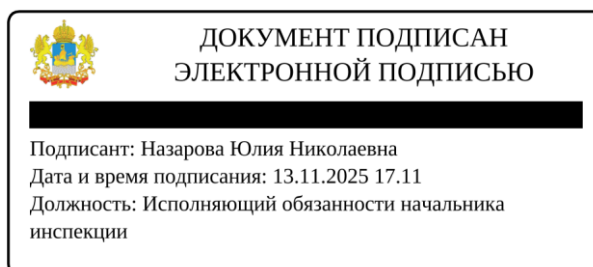 ДОКУМЕНТ ПОДПИСАН
ЭЛЕКТРОННОЙ ПОДПИСЬЮ
Подписант: Назарова Юлия Николаевна
Дата и время подписания: 13.11.2025 17.11
Должность: Исполняющий обязанности начальника
инспекции